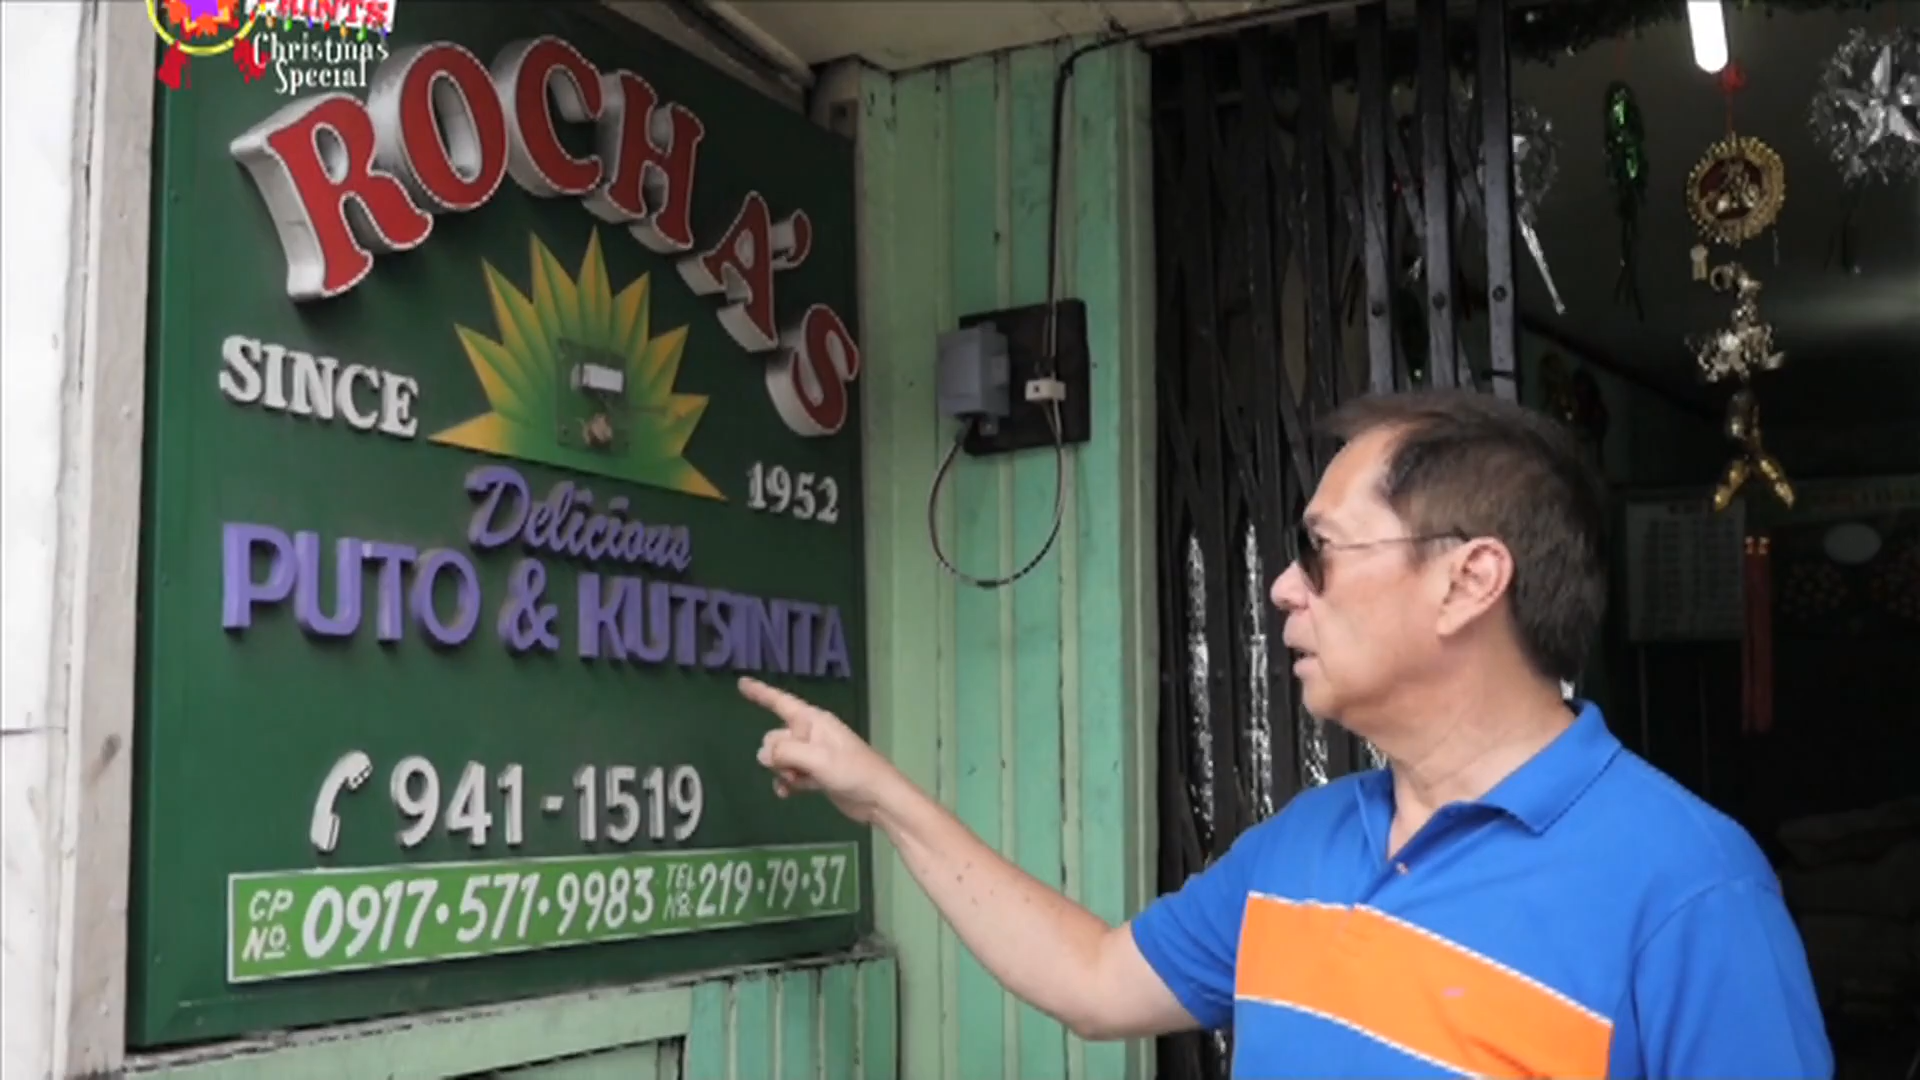 PRINTS
Christmas
Special
ROCHA'S
SINCE
1952
Delicious
PUTO & KUTSINTA
941-1519
CP No. 0917·571·9983 TEL No. 219·79·37